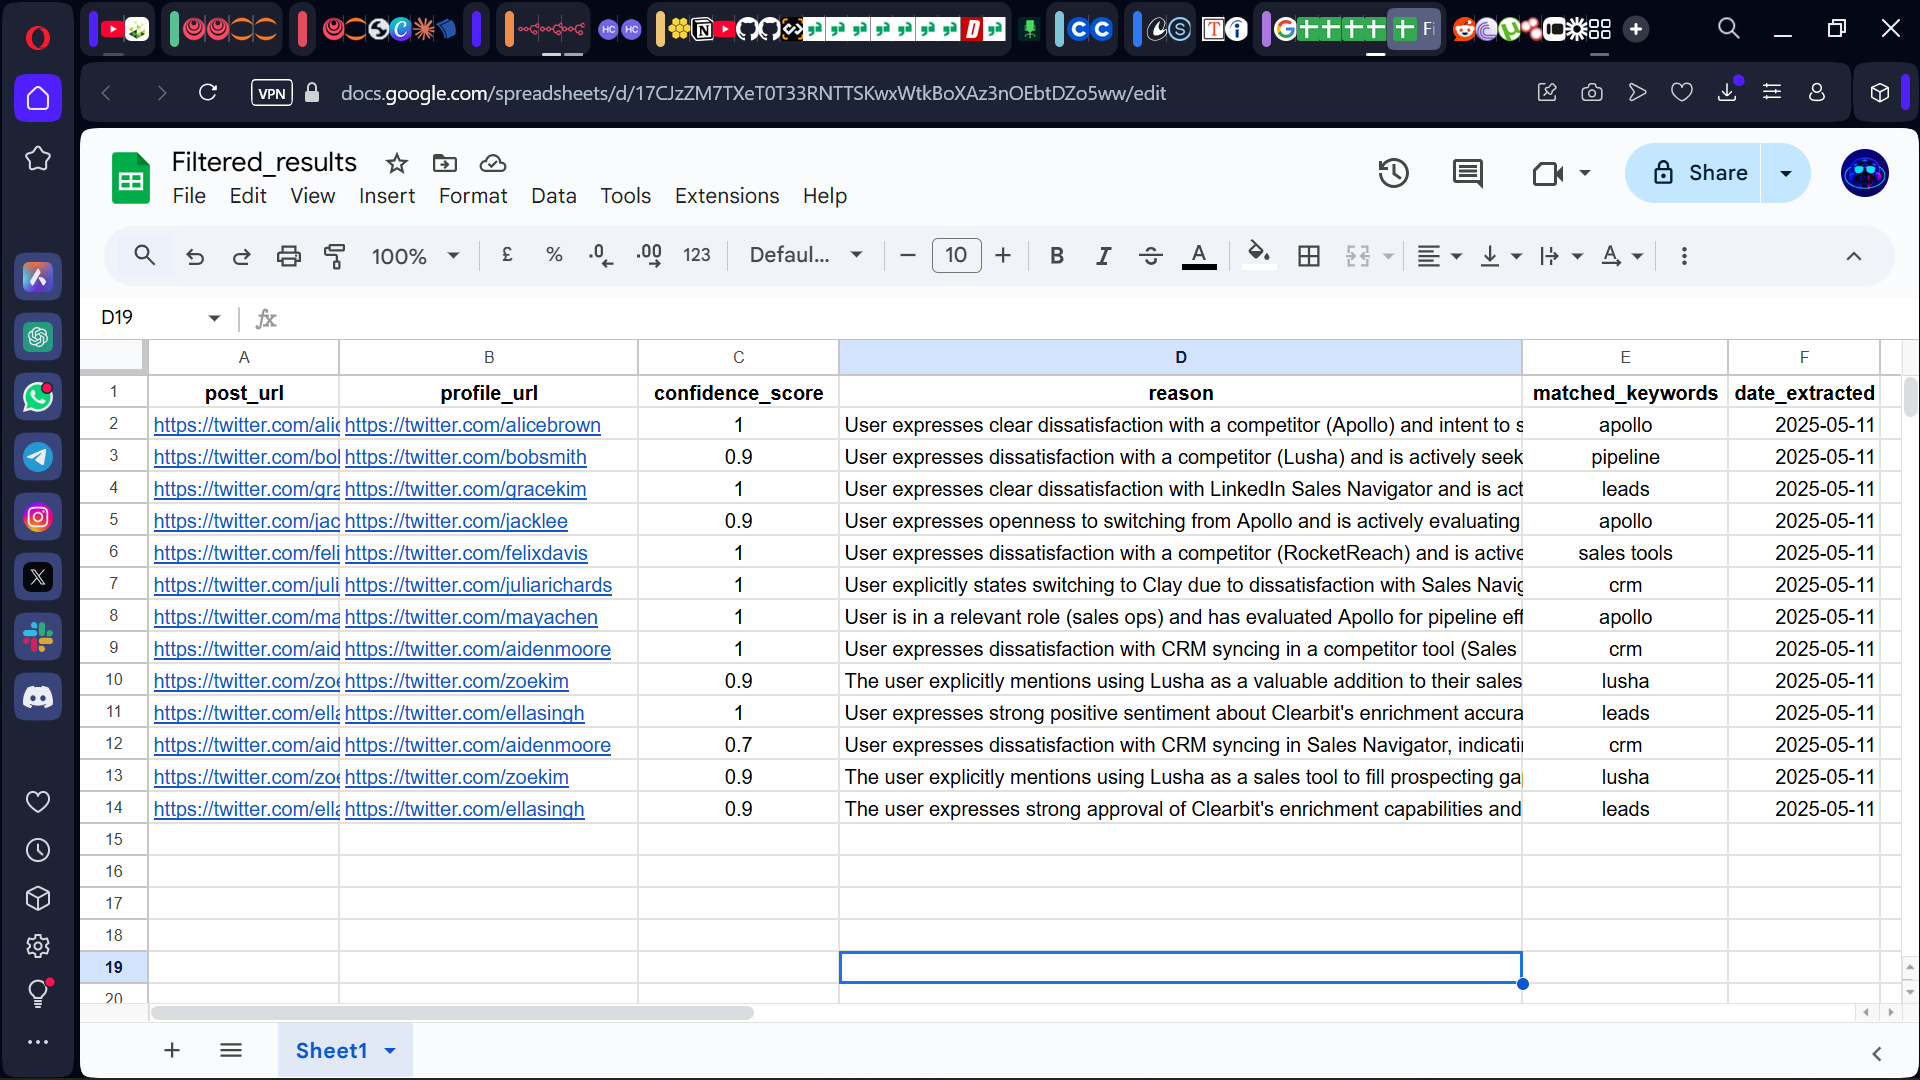 HC HC
T
Fi
VPN docs.google.com/spreadsheets/d/17CJzZM7TXeT0T33RNTTSKwxWtkBoXAz3nOEbtDZo5ww/edit
Filtered_results
File Edit View Insert Format Data Tools Extensions Help
Share
100% £ % .0 .00 123 Defaul... 10 B I A
D19 fx
A B C D E F
1 post_url profile_url confidence_score reason matched_keywords date_extracted
2 https://twitter.com/alic https://twitter.com/alicebrown 1 User expresses clear dissatisfaction with a competitor (Apollo) and intent to s apollo 2025-05-11
3 https://twitter.com/bol https://twitter.com/bobsmith 0.9 User expresses dissatisfaction with a competitor (Lusha) and is actively seek pipeline 2025-05-11
4 https://twitter.com/gra https://twitter.com/gracekim 1 User expresses clear dissatisfaction with LinkedIn Sales Navigator and is act leads 2025-05-11
5 https://twitter.com/jac https://twitter.com/jacklee 0.9 User expresses openness to switching from Apollo and is actively evaluating apollo 2025-05-11
6 https://twitter.com/feli https://twitter.com/felixdavis 1 User expresses dissatisfaction with a competitor (RocketReach) and is active sales tools 2025-05-11
7 https://twitter.com/juli https://twitter.com/juliarichards 1 User explicitly states switching to Clay due to dissatisfaction with Sales Navig crm 2025-05-11
8 https://twitter.com/ma https://twitter.com/mayachen 1 User is in a relevant role (sales ops) and has evaluated Apollo for pipeline eff apollo 2025-05-11
9 https://twitter.com/aid https://twitter.com/aidenmoore 1 User expresses dissatisfaction with CRM syncing in a competitor tool (Sales crm 2025-05-11
10 https://twitter.com/zoe https://twitter.com/zoekim 0.9 The user explicitly mentions using Lusha as a valuable addition to their sales lusha 2025-05-11
11 https://twitter.com/ella https://twitter.com/ellasingh 1 User expresses strong positive sentiment about Clearbit's enrichment accura leads 2025-05-11
12 https://twitter.com/aid https://twitter.com/aidenmoore 0.7 User expresses dissatisfaction with CRM syncing in Sales Navigator, indicatin crm 2025-05-11
13 https://twitter.com/zoe https://twitter.com/zoekim 0.9 The user explicitly mentions using Lusha as a sales tool to fill prospecting ga lusha 2025-05-11
14 https://twitter.com/ella https://twitter.com/ellasingh 0.9 The user expresses strong approval of Clearbit's enrichment capabilities and leads 2025-05-11
15
16
17
18
19
20
Sheet1